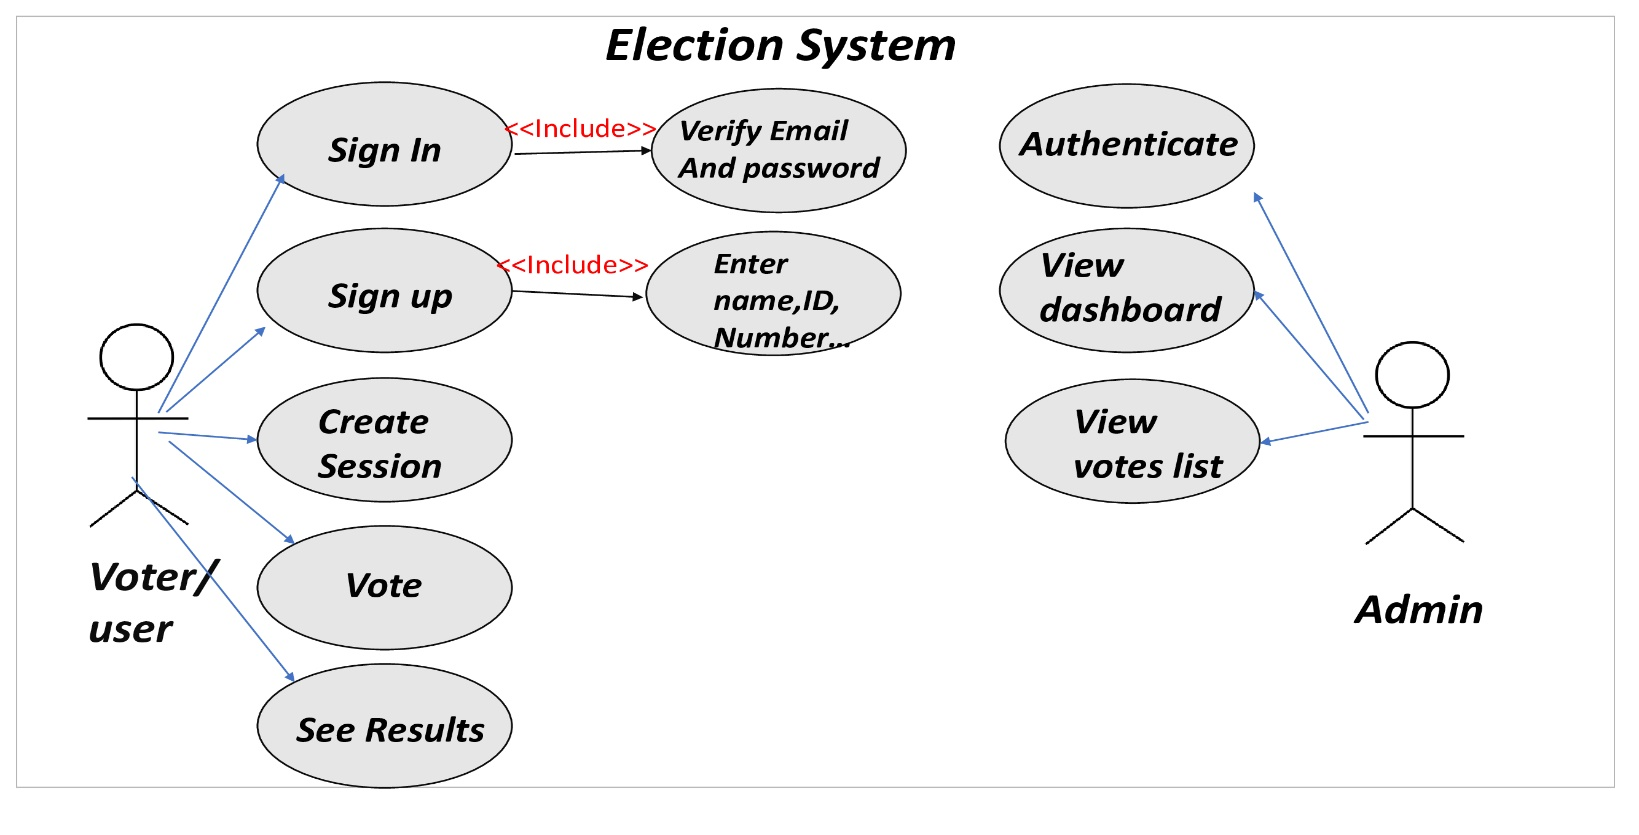 Election System
Sign In
<<Include>>
Verify Email
And password
Authenticate
Sign up
<<Include>>
Enter
name,ID,
Number...
View
dashboard
Create
Session
View
votes list
Vote
Voter/
user
Admin
See Results